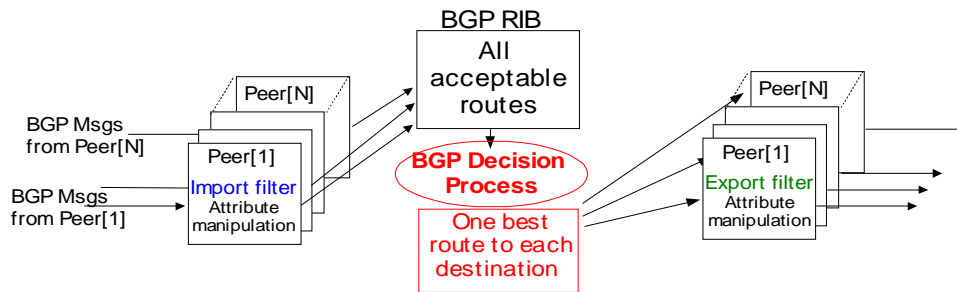 BGP RIB
All
acceptable
routes
Peer[N]
BGP Msgs
from Peer[N]
Peer[1]
Import filter
Attribute
manipulation
BGP Msgs
from Peer[1]
BGP Decision
Process
One best
route to each
destination
Peer[N]
Peer[1]
Export filter
Attribute
manipulation